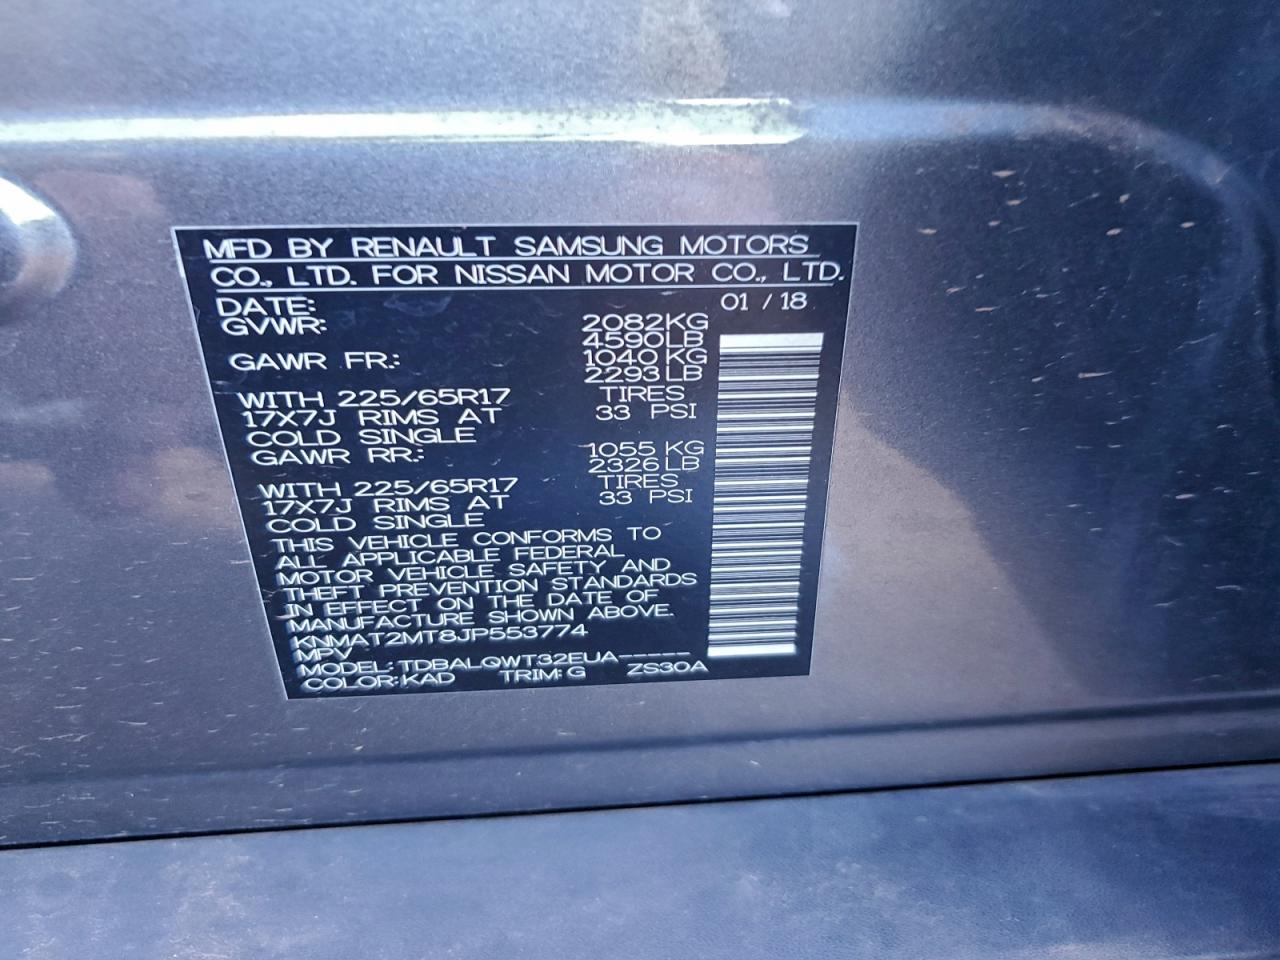 MFD BY RENAULT SAMSUNG MOTORS
CO., LTD. FOR NISSAN MOTOR CO., LTD.
DATE: 01 / 18
GVWR: 2082KG
4590LB
GAWR FR.: 1040 KG
2293 LB
WITH 225/65R17 TIRES
17X7J RIMS AT 33 PSI
COLD SINGLE
GAWR RR.: 1055 KG
2326 LB
WITH 225/65R17 TIRES
17X7J RIMS AT 33 PSI
COLD SINGLE
THIS VEHICLE CONFORMS TO
ALL APPLICABLE FEDERAL
MOTOR VEHICLE SAFETY AND
THEFT PREVENTION STANDARDS
IN EFFECT ON THE DATE OF
MANUFACTURE SHOWN ABOVE.
KNMAT2MT8JP553774
MPV
MODEL:TDBALQWT32EUA-----
COLOR:KAD TRIM:G ZS30A